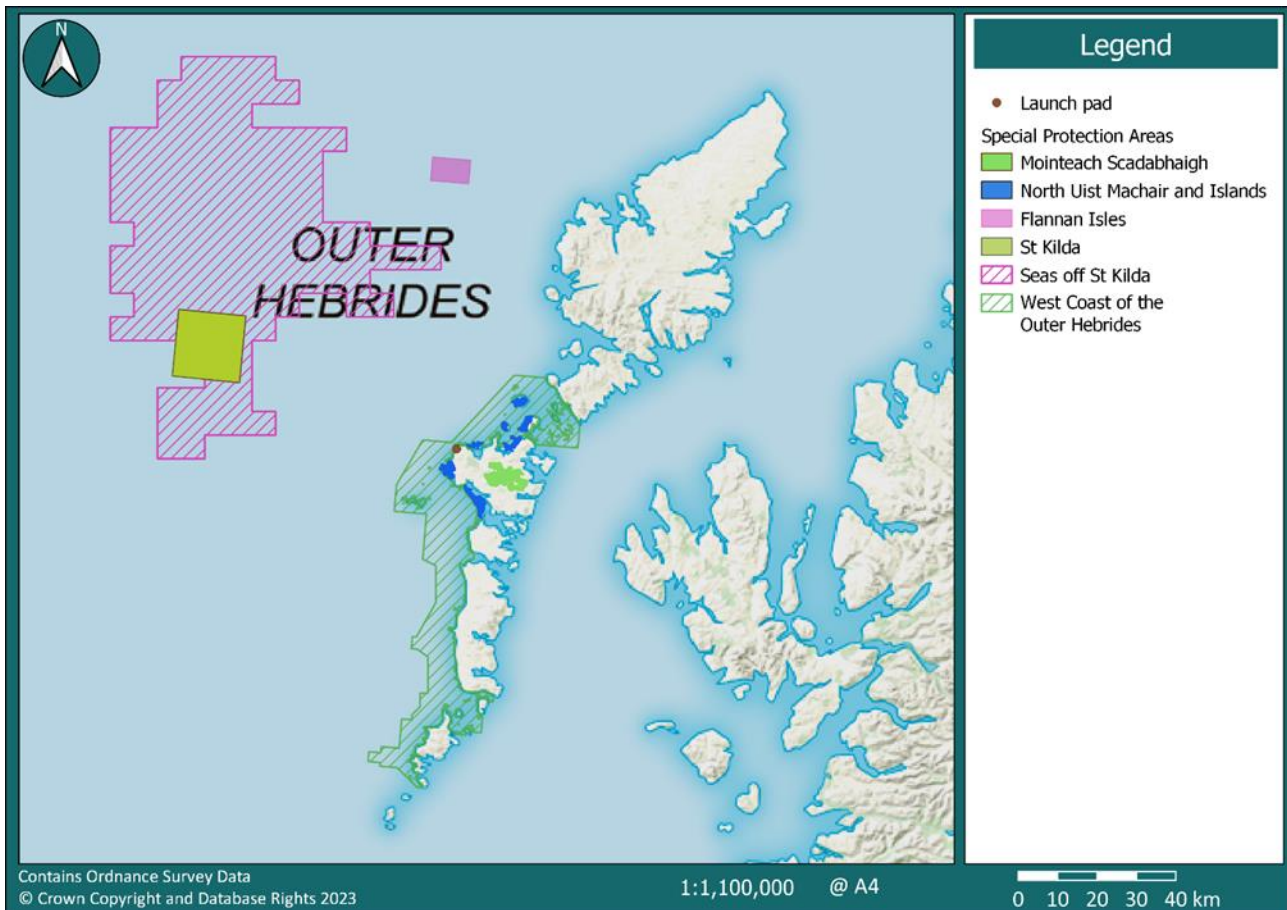 N
OUTER
HEBRIDES
Legend
Launch pad
Special Protection Areas
Mointeach Scadabhaigh
North Uist Machair and Islands
Flannan Isles
St Kilda
Seas off St Kilda
West Coast of the
Outer Hebrides
Contains Ordnance Survey Data
© Crown Copyright and Database Rights 2023
1:1,100,000 @ A4
0 10 20 30 40 km